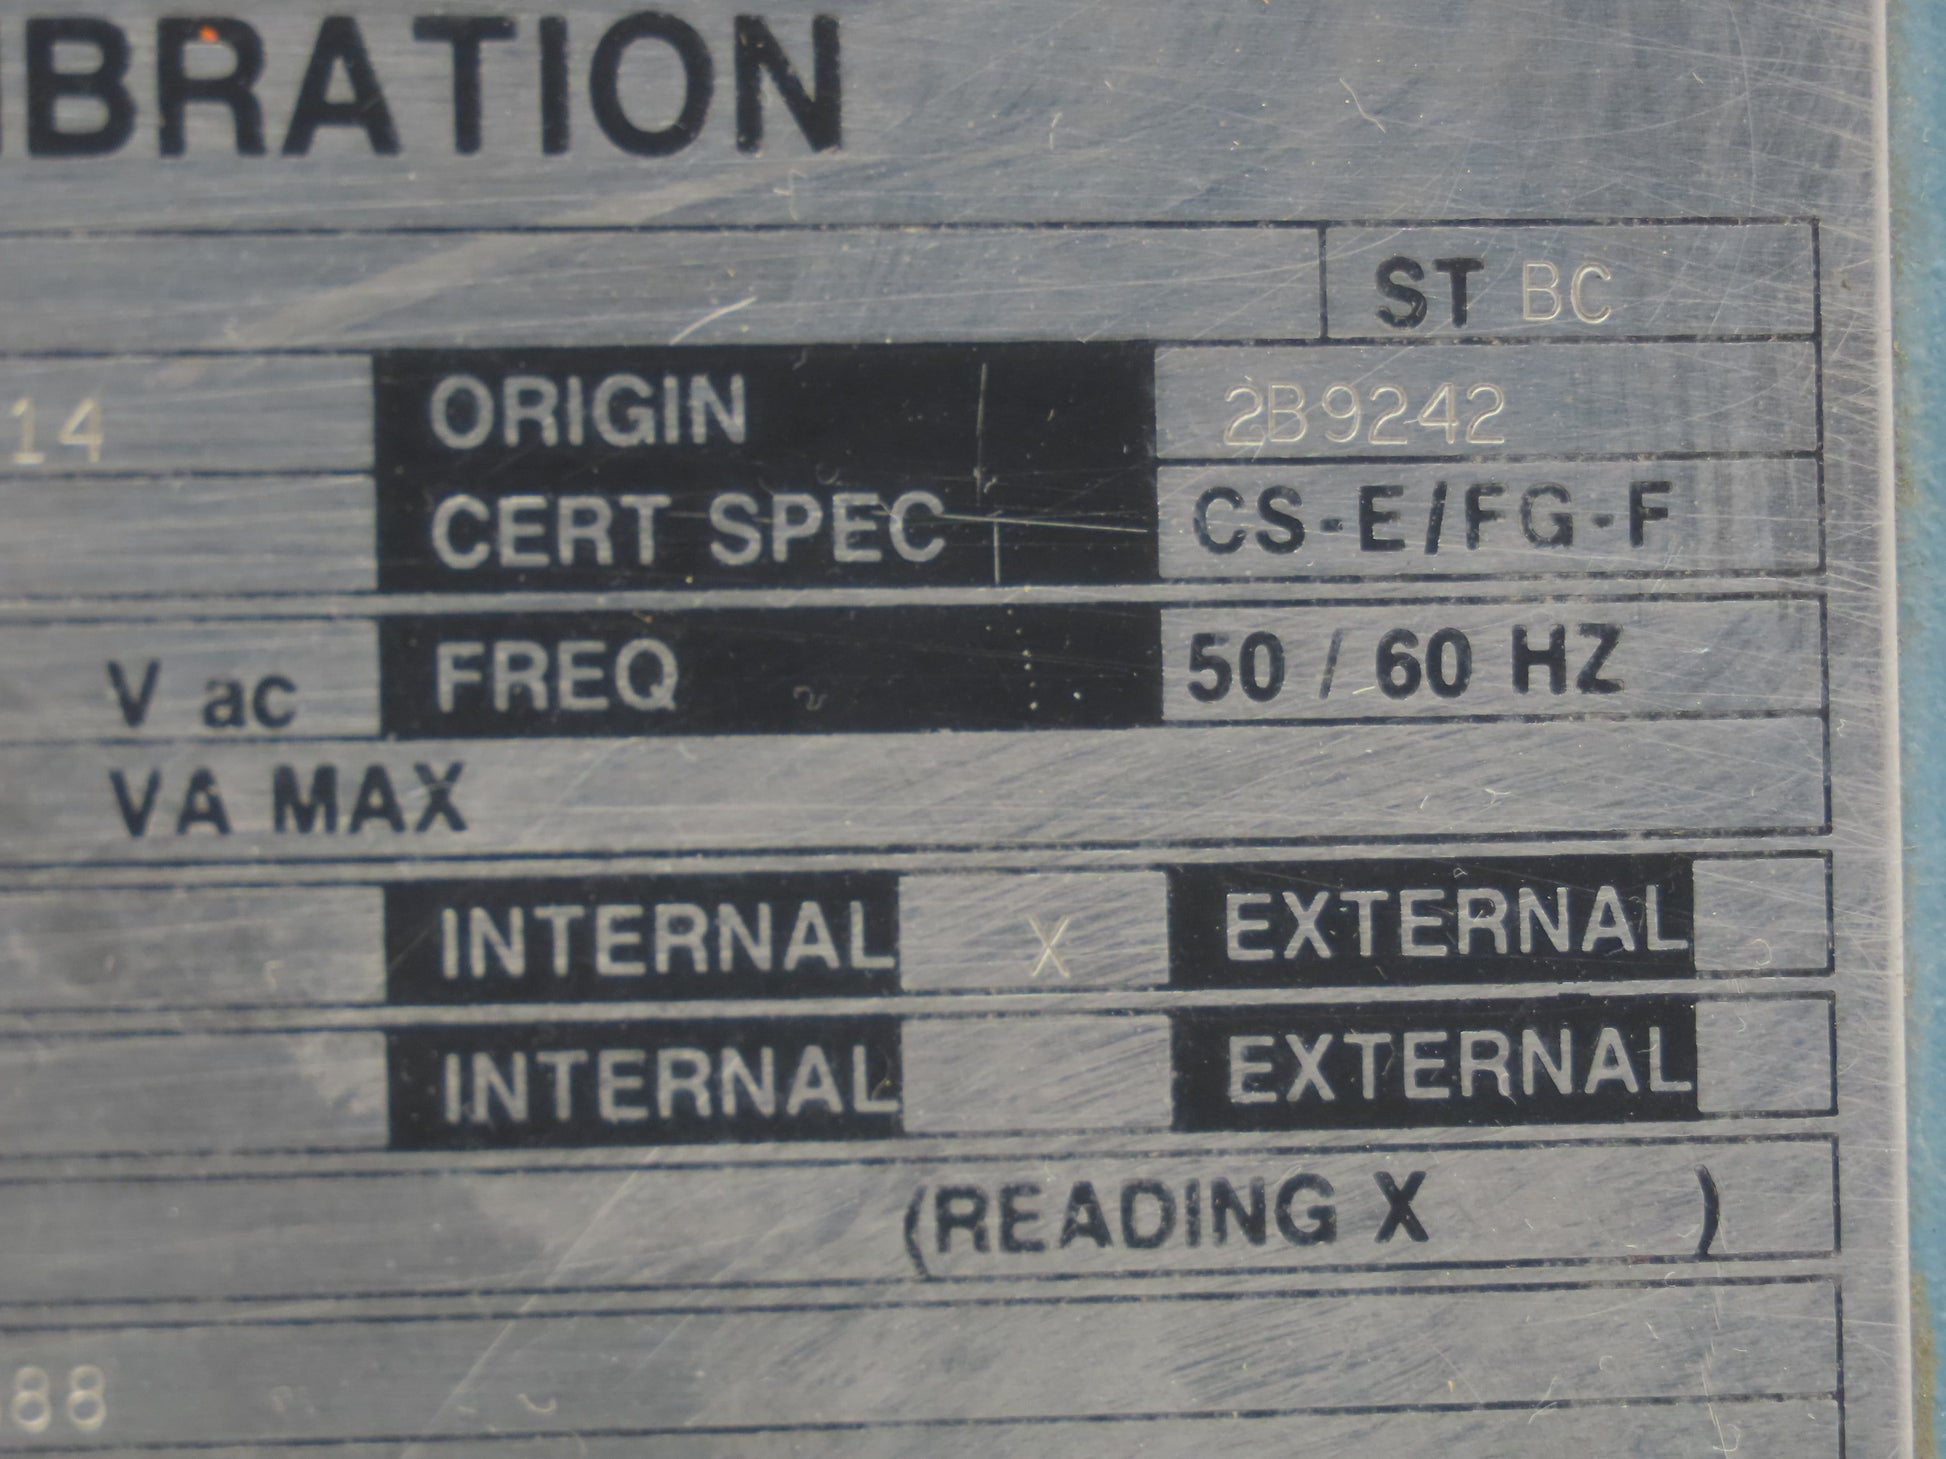 IBRATION
ST BC
14 ORIGIN 2B9242
CERT SPEC CS-E/FG-F
V ac FREQ 50 / 60 HZ
VA MAX
INTERNAL X EXTERNAL
INTERNAL EXTERNAL
(READING X )
88